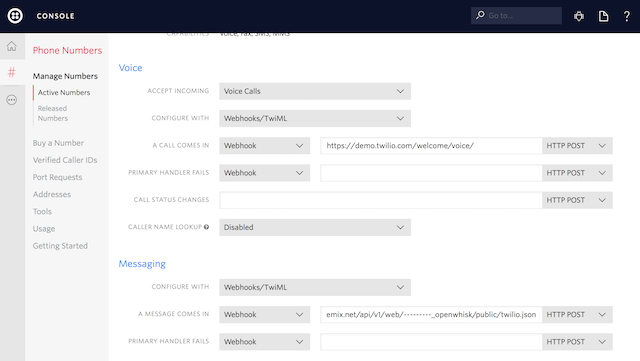 CONSOLE
Go to...
?
Phone Numbers
Manage Numbers
Active Numbers
Released
Numbers
Buy a Number
Verified Caller IDs
Port Requests
Addresses
Tools
Usage
Getting Started
CAPABILITIES Voice, Fax, SMS, MMS
Voice
ACCEPT INCOMING Voice Calls
CONFIGURE WITH Webhooks/TwiML
A CALL COMES IN Webhook https://demo.twilio.com/welcome/voice/ HTTP POST
PRIMARY HANDLER FAILS Webhook HTTP POST
CALL STATUS CHANGES HTTP POST
CALLER NAME LOOKUP ? Disabled
Messaging
CONFIGURE WITH Webhooks/TwiML
A MESSAGE COMES IN Webhook emix.net/api/v1/web/---------_openwhisk/public/twilio.json HTTP POST
PRIMARY HANDLER FAILS Webhook HTTP POST